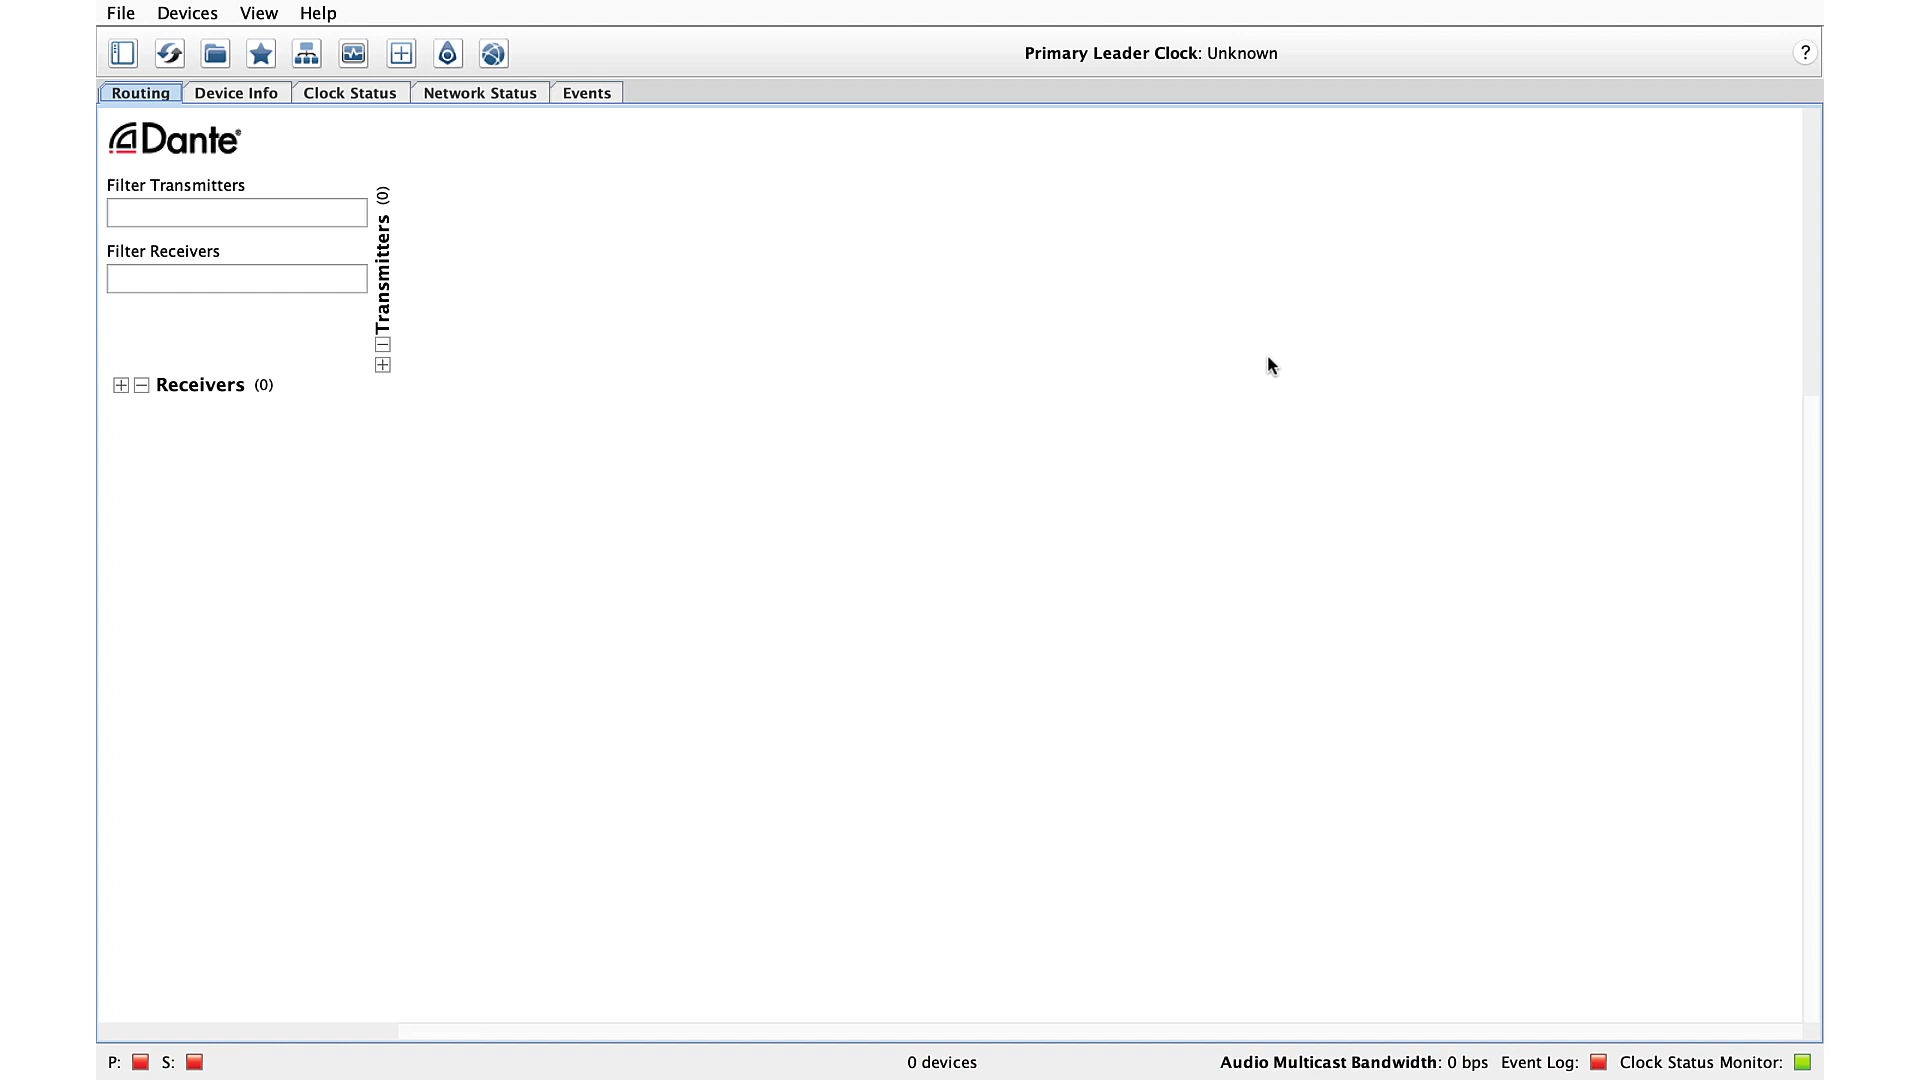 File Devices View Help
Primary Leader Clock: Unknown
?
Routing Device Info Clock Status Network Status Events
Dante®
Filter Transmitters
Filter Receivers
Transmitters (0)
Receivers (0)
P: S: 0 devices Audio Multicast Bandwidth: 0 bps Event Log: Clock Status Monitor: